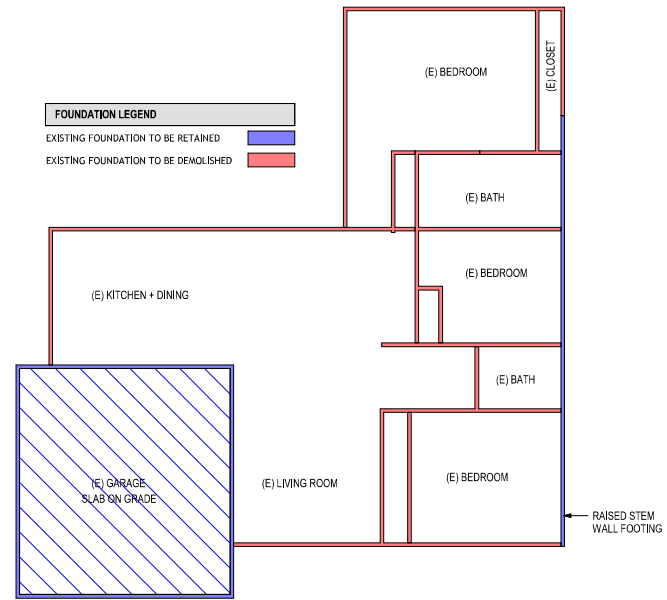 (E) BEDROOM
(E) CLOSET
FOUNDATION LEGEND
EXISTING FOUNDATION TO BE RETAINED
EXISTING FOUNDATION TO BE DEMOLISHED
(E) BATH
(E) BEDROOM
(E) KITCHEN + DINING
(E) BATH
(E) GARAGE
SLAB ON GRADE
(E) LIVING ROOM
(E) BEDROOM
RAISED STEM
WALL FOOTING